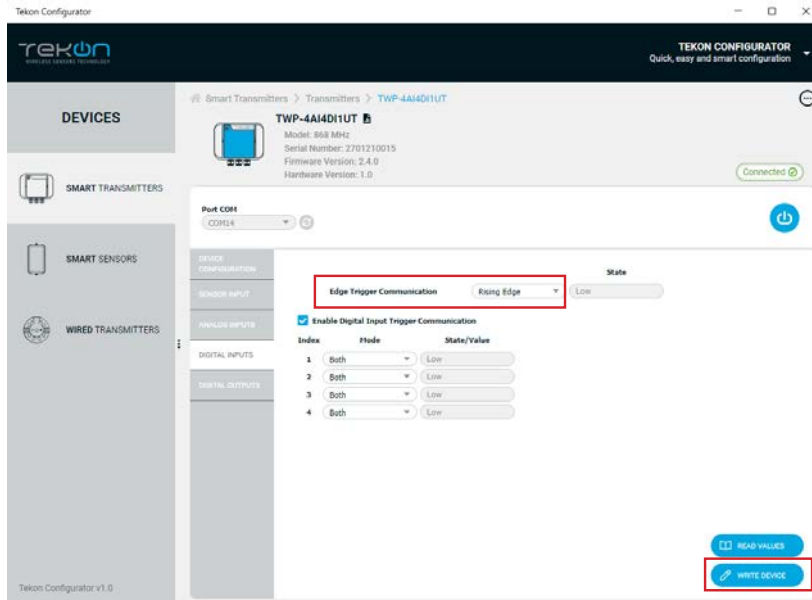 Tekon Configurator
TEKON
WIRELESS SENSORS TECHNOLOGY
TEKON CONFIGURATOR
Quick, easy and smart configuration
DEVICES
SMART TRANSMITTERS
SMART SENSORS
WIRED TRANSMITTERS
Tekon Configurator v1.0
Smart Transmitters > Transmitters > TWP-4AI4DI1UT
TWP-4AI4DI1UT
Model: 868 MHz
Serial Number: 2701210015
Firmware Version: 2.4.0
Hardware Version: 1.0
Connected
Port COM
COM14
DEVICE
CONFIGURATION
SENSOR INPUT
ANALOG INPUTS
DIGITAL INPUTS
DIGITAL OUTPUTS
State
Edge Trigger Communication Rising Edge Low
Enable Digital Input Trigger Communication
Index Mode State/Value
1 Both Low
2 Both Low
3 Both Low
4 Both Low
READ VALUES
WRITE DEVICE